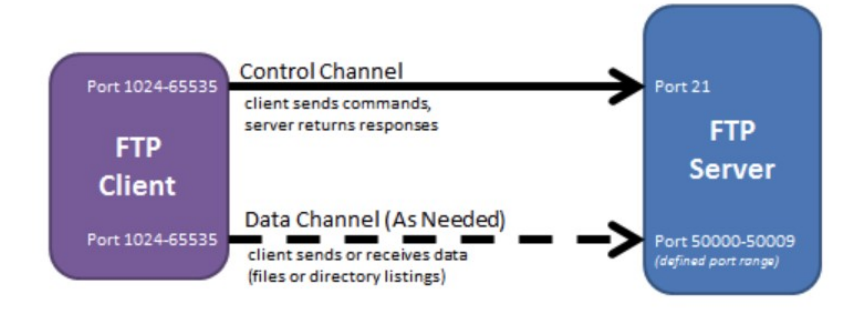 Control Channel
Port 1024-65535
Port 21
client sends commands,
server returns responses
FTP
Client
FTP
Server
Data Channel (As Needed)
Port 1024-65535
Port 50000-50009
(defined port range)
client sends or receives data
(files or directory listings)